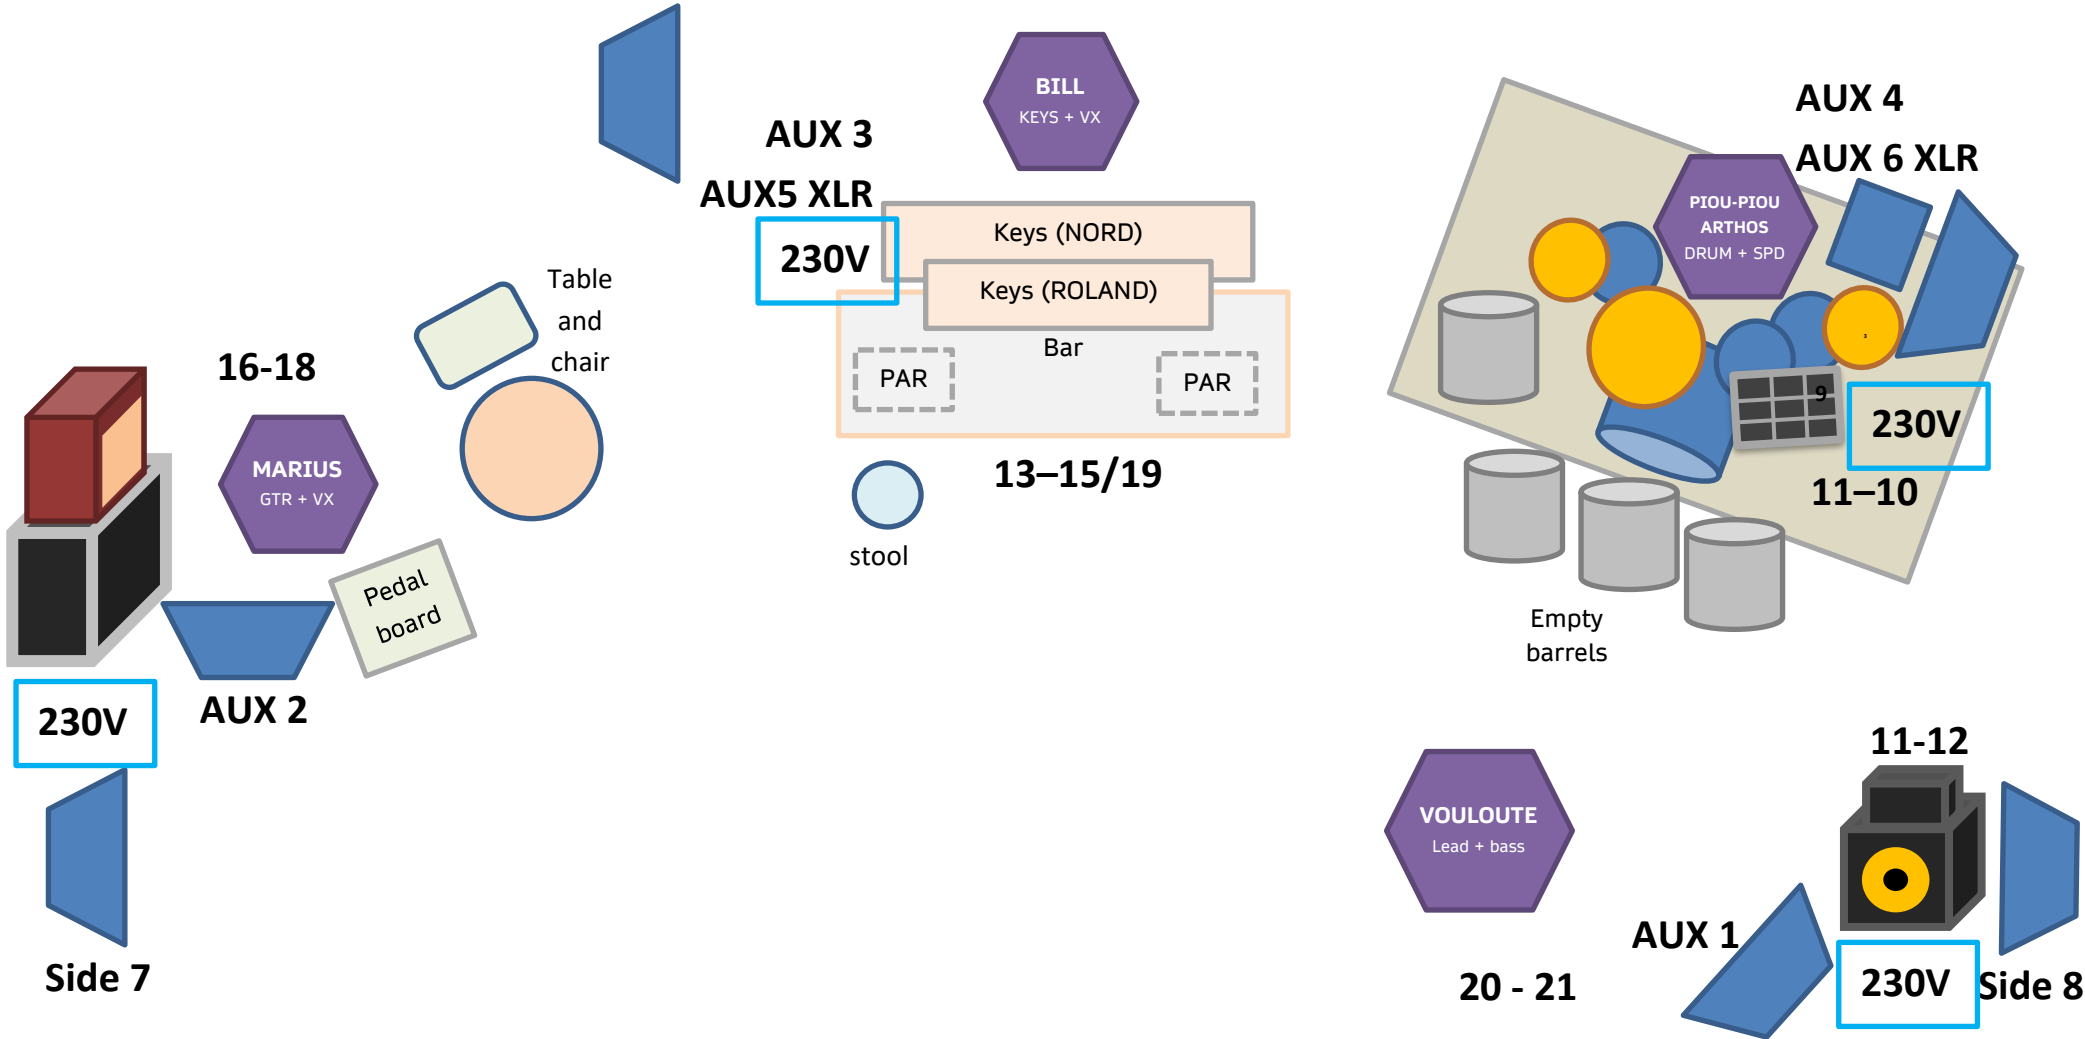 BILL
KEYS + VX
AUX 3
AUX5 XLR
230V
Keys (NORD)
Keys (ROLAND)
Bar
PAR
PAR
13–15/19
stool
AUX 4
AUX 6 XLR
PIOU-PIOU
ARTHOS
DRUM + SPD
3
9
230V
11–10
Empty
barrels
Table
and
chair
16-18
MARIUS
GTR + VX
Pedal
board
AUX 2
230V
Side 7
VOULOUTE
Lead + bass
11-12
AUX 1
20 - 21
230V
Side 8